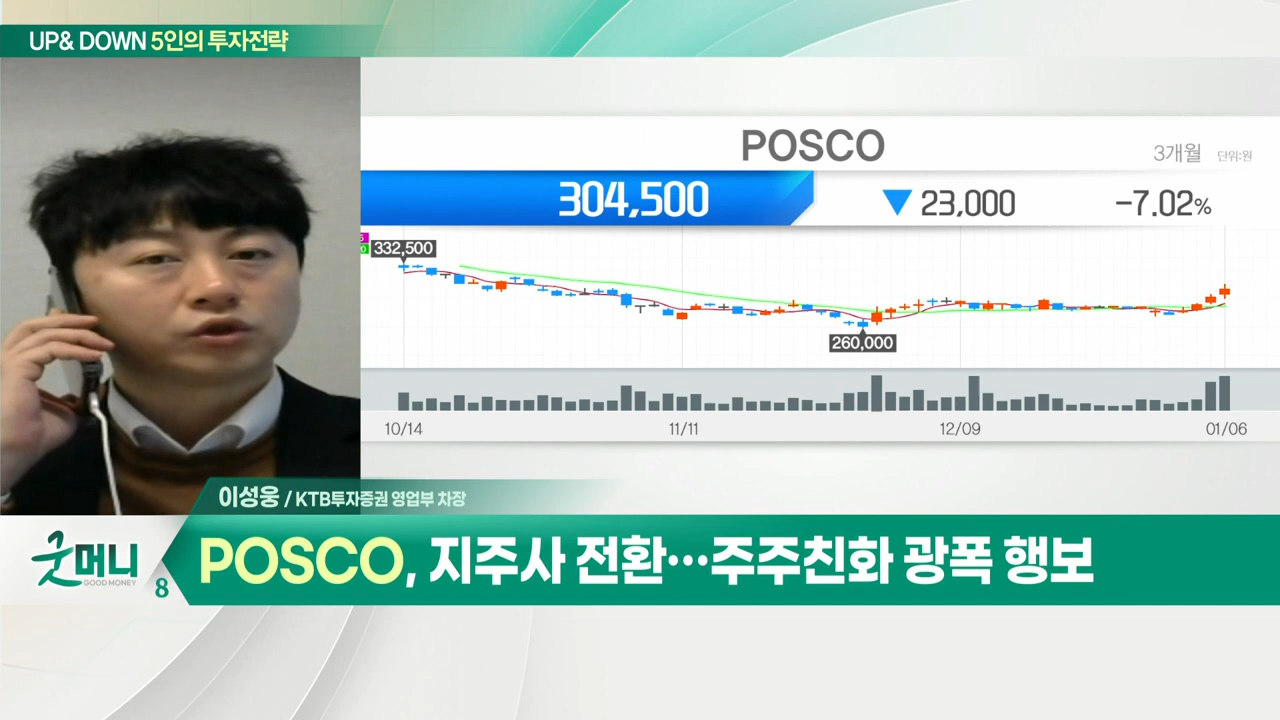 UP& DOWN 5인의 투자전략
POSCO
3개월 단위:원
304,500 ▼ 23,000 -7.02%
332,500
260,000
10/14 11/11 12/09 01/06
이성웅 / KTB투자증권 영업부 차장
굿머니
GOOD MONEY
8
POSCO, 지주사 전환…주주친화 광폭 행보